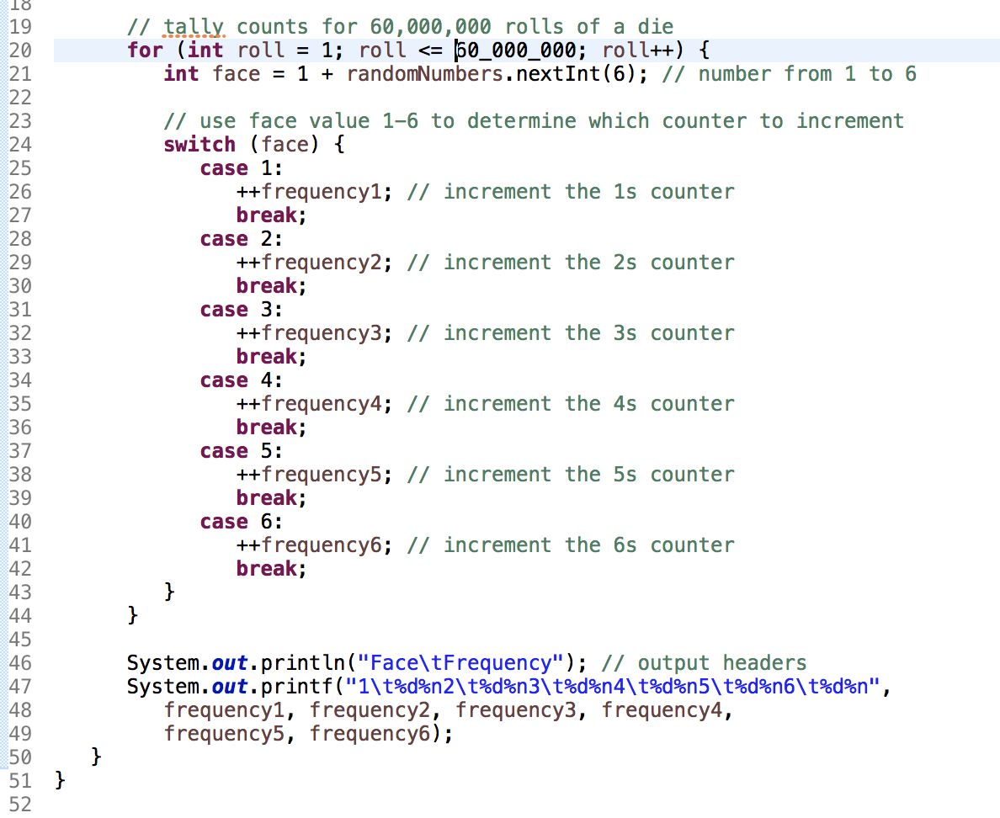 18
19 // tally counts for 60,000,000 rolls of a die
20 for (int roll = 1; roll <= 60_000_000; roll++) {
21 int face = 1 + randomNumbers.nextInt(6); // number from 1 to 6
22
23 // use face value 1-6 to determine which counter to increment
24 switch (face) {
25 case 1:
26 ++frequency1; // increment the 1s counter
27 break;
28 case 2:
29 ++frequency2; // increment the 2s counter
30 break;
31 case 3:
32 ++frequency3; // increment the 3s counter
33 break;
34 case 4:
35 ++frequency4; // increment the 4s counter
36 break;
37 case 5:
38 ++frequency5; // increment the 5s counter
39 break;
40 case 6:
41 ++frequency6; // increment the 6s counter
42 break;
43 }
44 }
45
46 System.out.println("Face\tFrequency"); // output headers
47 System.out.printf("1\t%d%n2\t%d%n3\t%d%n4\t%d%n5\t%d%n6\t%d%n",
48 frequency1, frequency2, frequency3, frequency4,
49 frequency5, frequency6);
50 }
51 }
52